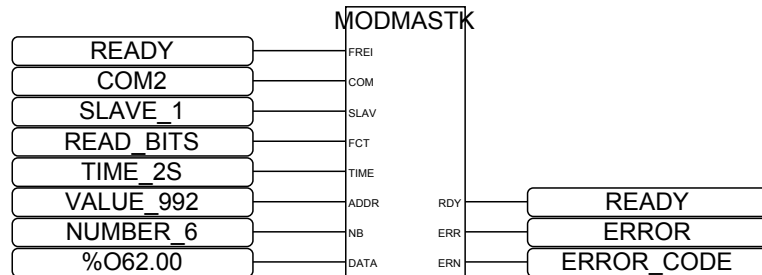 MODMASTK
READY FREI
COM2 COM
SLAVE_1 SLAV
READ_BITS FCT
TIME_2S TIME
VALUE_992 ADDR RDY READY
NUMBER_6 NB ERR ERROR
%O62.00 DATA ERN ERROR_CODE